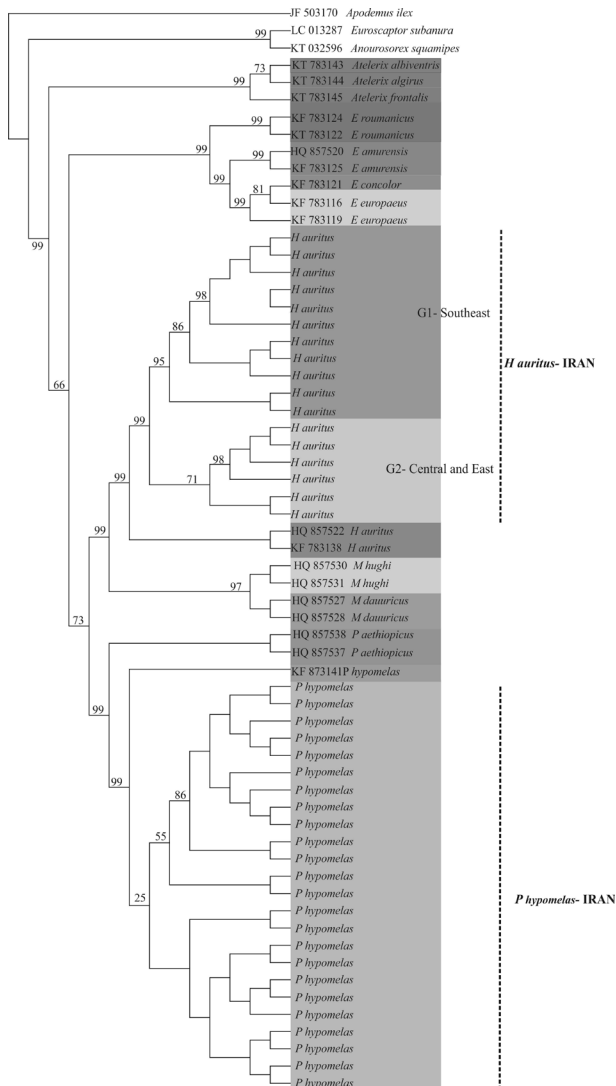 JF 503170 Apodemus ilex
LC 013287 Euroscaptor subanura
99
KT 032596 Anourosorex squamipes
KT 783143 Atelerix albiventris
73
KT 783144 Atelerix algirus
99
KT 783145 Atelerix frontalis
KF 783124 E roumanicus
99
KT 783122 E roumanicus
99
HQ 857520 E amurensis
99
KF 783125 E amurensis
99
KF 783121 E concolor
81
KF 783116 E europaeus
99
KF 783119 E europaeus
99
H auritus
H auritus
H auritus
H auritus
98
H auritus
G1- Southeast
H auritus
86
H auritus
H auritus
95
H auritus- IRAN
H auritus
66
H auritus
H auritus
99
H auritus
H auritus
H auritus
98
G2- Central and East
H auritus
71
99
H auritus
H auritus
HQ 857522 H auritus
99
KF 783138 H auritus
HQ 857530 M hughi
HQ 857531 M hughi
97
HQ 857527 M dauuricus
HQ 857528 M dauuricus
73
HQ 857538 P aethiopicus
HQ 857537 P aethiopicus
KF 873141P hypomelas
P hypomelas
P hypomelas
99
P hypomelas
P hypomelas
P hypomelas
P hypomelas
99
P hypomelas
86
P hypomelas
P hypomelas
55
P hypomelas
P hypomelas
P hypomelas
P hypomelas
25
P hypomelas- IRAN
P hypomelas
P hypomelas
P hypomelas
P hypomelas
P hypomelas
P hypomelas
P hypomelas
P hypomelas
P hypomelas
P hypomelas
P hypomelas